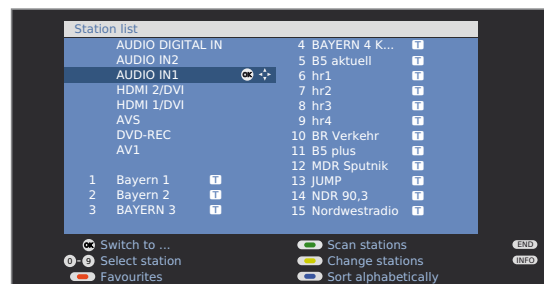 Station list
AUDIO DIGITAL IN
AUDIO IN2
AUDIO IN1 OK
HDMI 2/DVI
HDMI 1/DVI
AVS
DVD-REC
AV1
1 Bayern 1 T
2 Bayern 2 T
3 BAYERN 3 T
4 BAYERN 4 K... T
5 B5 aktuell T
6 hr1 T
7 hr2 T
8 hr3 T
9 hr4 T
10 BR Verkehr T
11 B5 plus T
12 MDR Sputnik T
13 JUMP T
14 NDR 90,3 T
15 Nordwestradio T
OK Switch to ...
0-9 Select station
Favourites
Scan stations
Change stations
Sort alphabetically
END
INFO